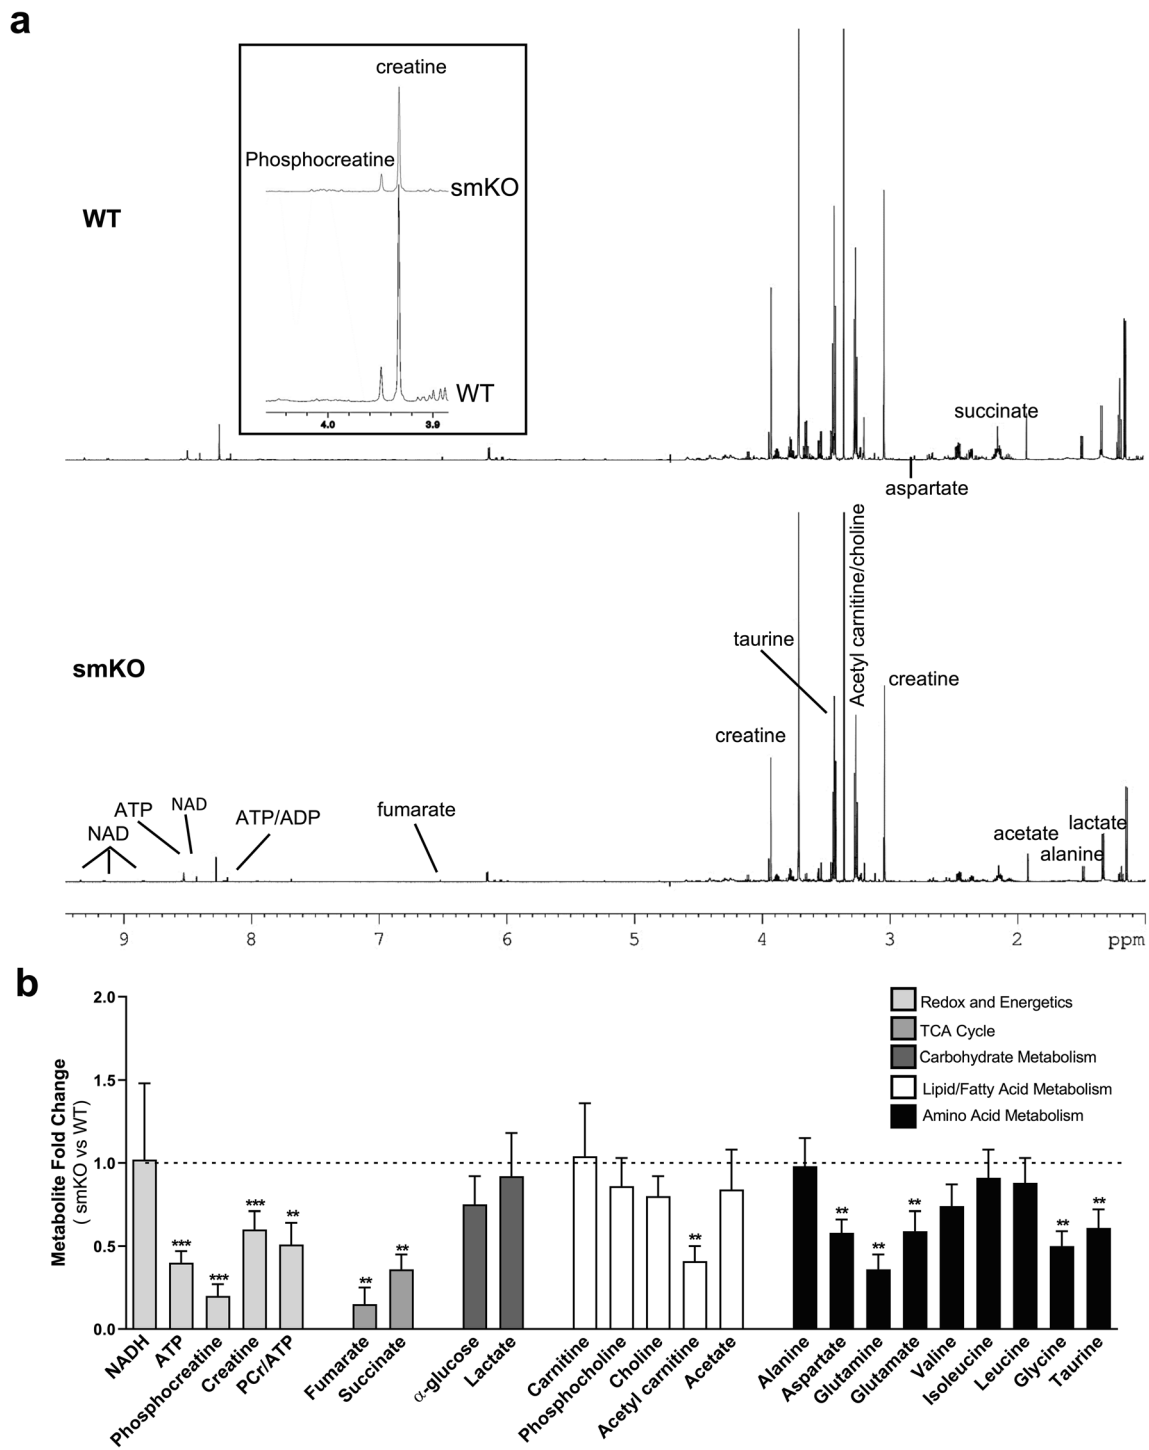 a
creatine
Phosphocreatine
smKO
WT
WT
4.0 3.9
succinate
aspartate
Acetyl carnitine/choline
taurine
smKO
creatine
creatine
ATP
NAD
ATP/ADP
fumarate
NAD
acetate
lactate
alanine
9 8 7 6 5 4 3 2 ppm
b
Metabolite Fold Change
( smKO vs WT)
2.0
1.5
1.0
0.5
0.0
Redox and Energetics
TCA Cycle
Carbohydrate Metabolism
Lipid/Fatty Acid Metabolism
Amino Acid Metabolism
***
***
***
**
**
**
**
**
**
**
**
**
NADH
ATP
Phosphocreatine
Creatine
PCr/ATP
Fumarate
Succinate
α-glucose
Lactate
Carnitine
Phosphocholine
Choline
Acetyl carnitine
Acetate
Alanine
Aspartate
Glutamine
Glutamate
Valine
Isoleucine
Leucine
Glycine
Taurine